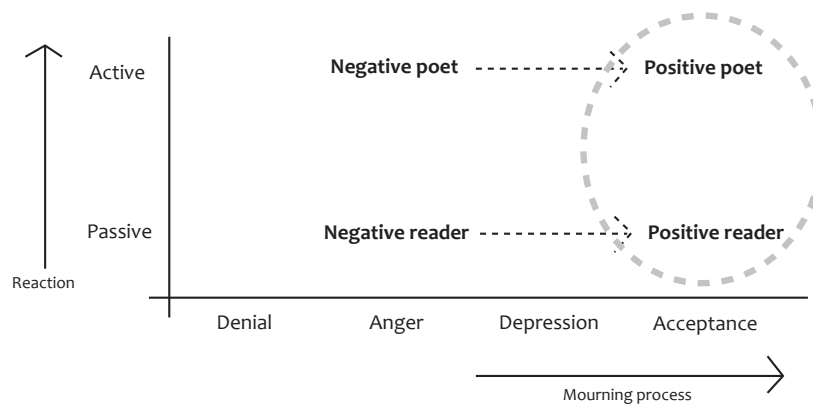 Active
Negative poet
Positive poet
Passive
Negative reader
Positive reader
Reaction
Denial
Anger
Depression
Acceptance
Mourning process